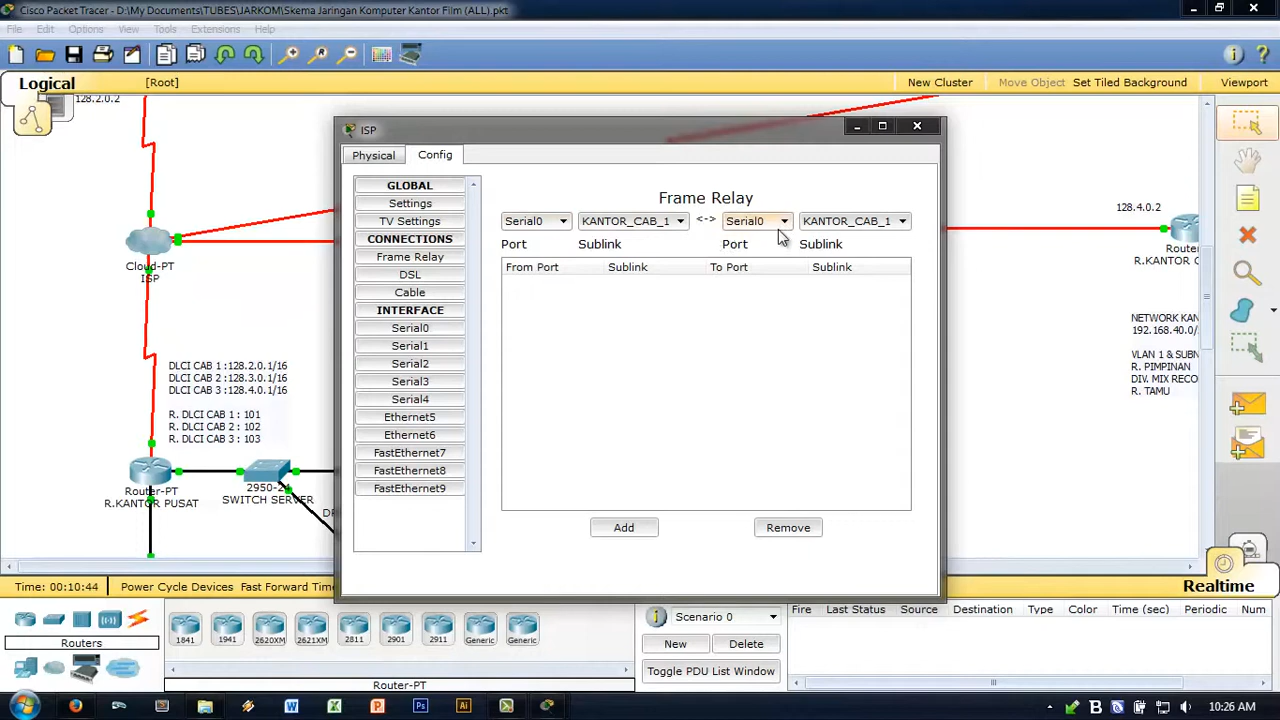 Cisco Packet Tracer - D:\My Documents\TUBES\JARKOM\Skema Jaringan Komputer Kantor Film (ALL).pkt
File Edit Options View Tools Extensions Help
Logical [Root] New Cluster Move Object Set Tiled Background Viewport
128.2.0.2
Cloud-PT
ISP
DLCI CAB 1 :128.2.0.1/16
DLCI CAB 2 :128.3.0.1/16
DLCI CAB 3 :128.4.0.1/16
R. DLCI CAB 1 : 101
R. DLCI CAB 2 : 102
R. DLCI CAB 3 : 103
Router-PT
R.KANTOR PUSAT
2950-24
SWITCH SERVER
ISP
Physical Config
GLOBAL
Settings
TV Settings
CONNECTIONS
Frame Relay
DSL
Cable
INTERFACE
Serial0
Serial1
Serial2
Serial3
Serial4
Ethernet5
Ethernet6
FastEthernet7
FastEthernet8
FastEthernet9
Frame Relay
Serial0 KANTOR_CAB_1 <-> Serial0 KANTOR_CAB_1
Port Sublink Port Sublink
From Port Sublink To Port Sublink
Add Remove
128.4.0.2
Router
R.KANTOR C
NETWORK KAN
192.168.40.0/
VLAN 1 & SUBN
R. PIMPINAN
DIV. MIX RECO
R. TAMU
Time: 00:10:44 Power Cycle Devices Fast Forward Time
Realtime
Routers
1841 1941 2620XM 2621XM 2811 2901 2911 Generic Generic
Router-PT
Scenario 0
New Delete
Toggle PDU List Window
Fire Last Status Source Destination Type Color Time (sec) Periodic Num
10:26 AM